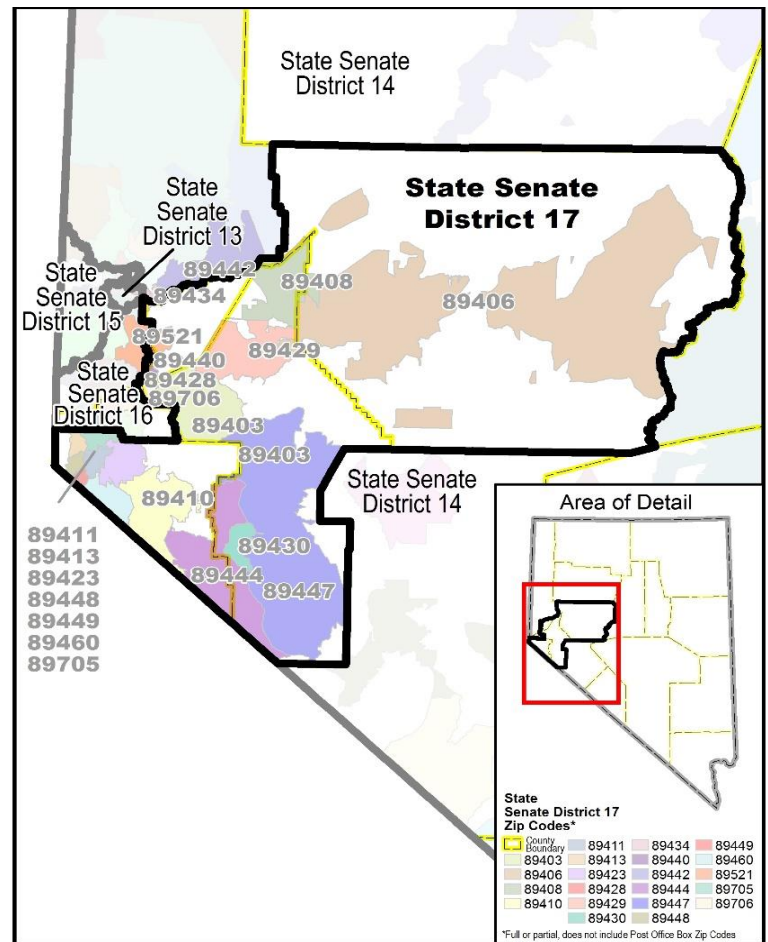 State Senate
District 14
State Senate
District 17
State
Senate
District 13
State
Senate
District 15
State
Senate
District 16
89442
89434
89408
89406
89521
89440
89429
89428
89706
89403
89403
State Senate
District 14
89410
89430
89444
89447
89411
89413
89423
89448
89449
89460
89705
Area of Detail
State
Senate District 17
Zip Codes*
County
Boundary
89403
89406
89408
89410
89411
89413
89423
89428
89429
89430
89434
89440
89442
89444
89447
89448
89449
89460
89521
89705
89706
*Full or partial, does not include Post Office Box Zip Codes